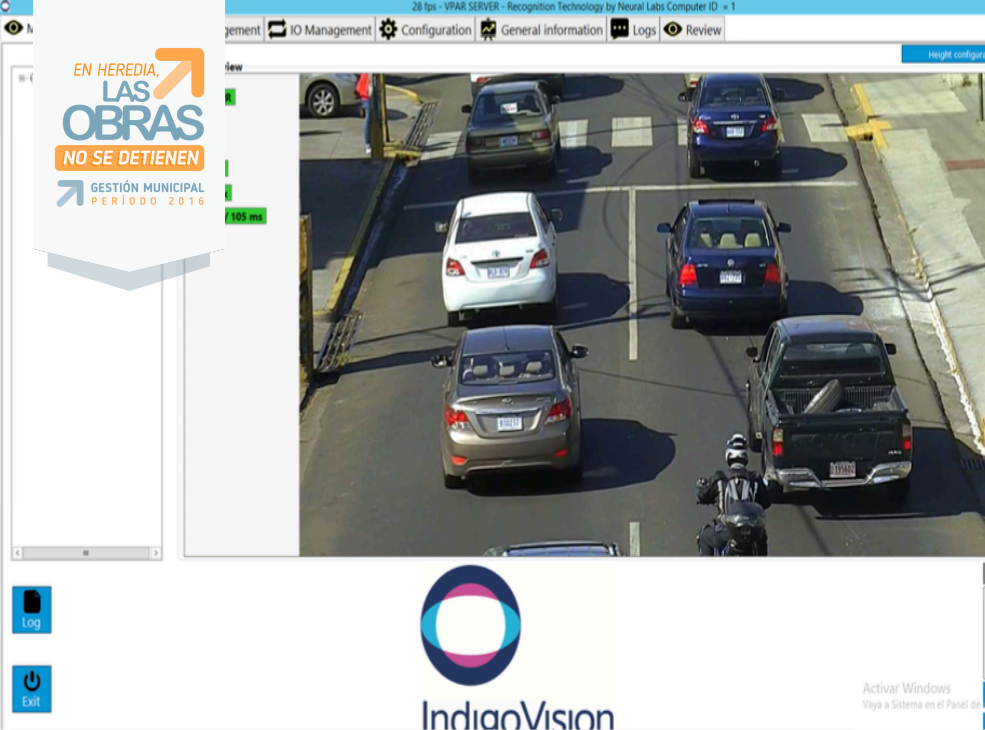 28 fps - VPAR SERVER - Recognition Technology by Neural Labs Computer ID = 1
M
gement
IO Management
Configuration
General information
Logs
Review
Height configura
EN HEREDIA,
LAS
OBRAS
NO SE DETIENEN
GESTIÓN MUNICIPAL
PERÍODO 2016
iew
R
/ 105 ms
Log
Exit
IndigoVision
Activar Windows
Vaya a Sistema en el Panel de